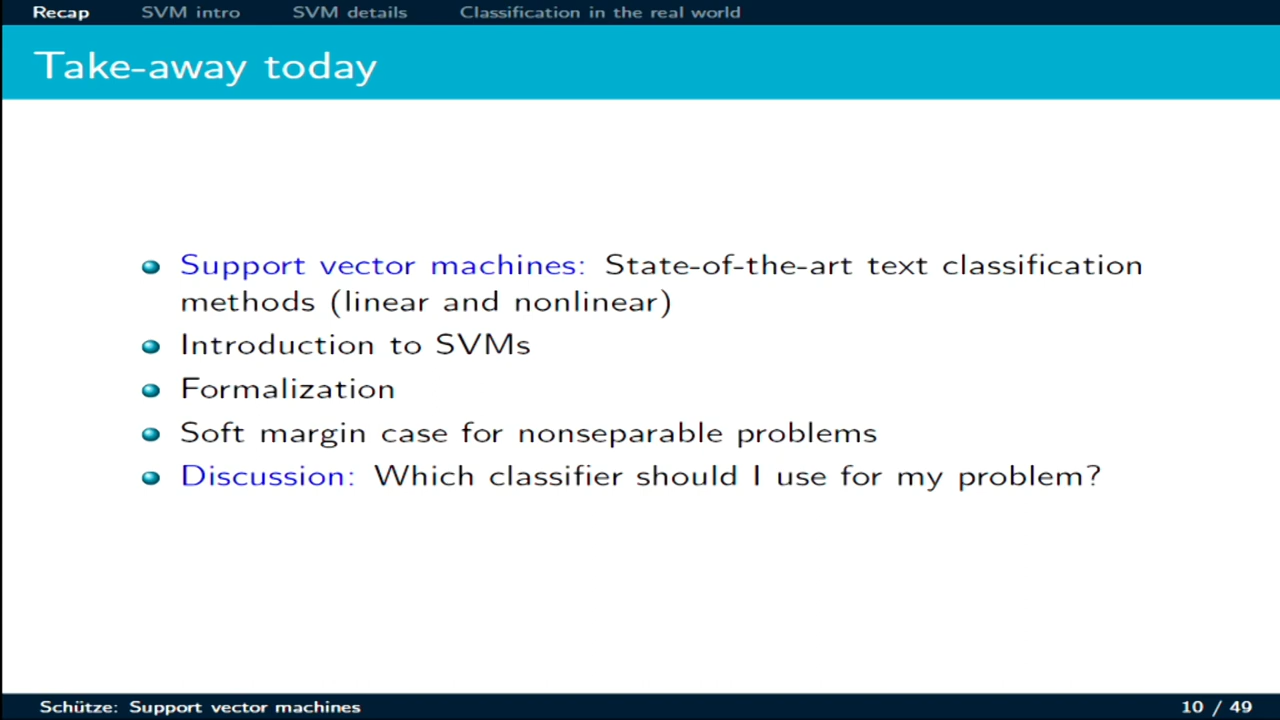 Recap SVM intro SVM details Classification in the real world
Take-away today
Support vector machines: State-of-the-art text classification
methods (linear and nonlinear)
Introduction to SVMs
Formalization
Soft margin case for nonseparable problems
Discussion: Which classifier should I use for my problem?
Schütze: Support vector machines 10 / 49